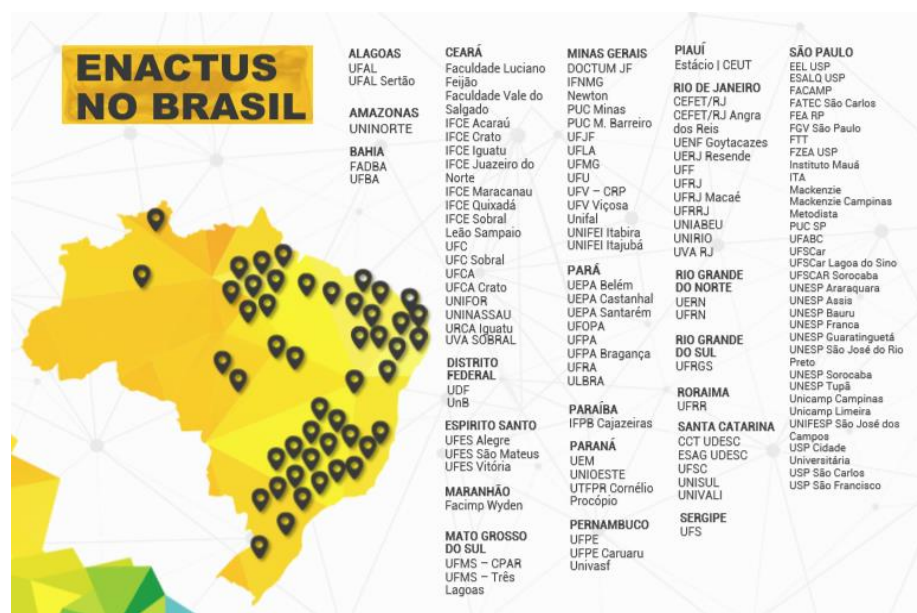 ENACTUS
NO BRASIL
ALAGOAS
UFAL
UFAL Sertão
AMAZONAS
UNINORTE
BAHIA
FADBA
UFBA
CEARÁ
Faculdade Luciano
Feijão
Faculdade Vale do
Salgado
IFCE Acaraú
IFCE Crato
IFCE Iguatu
IFCE Juazeiro do
Norte
IFCE Maracanau
IFCE Quixadá
IFCE Sobral
Leão Sampaio
UFC
UFC Sobral
UFCA
UFCA Crato
UNIFOR
UNINASSAU
URCA Iguatu
UVA SOBRAL
DISTRITO
FEDERAL
UDF
UnB
ESPIRITO SANTO
UFES Alegre
UFES São Mateus
UFES Vitória
MARANHÃO
Facimp Wyden
MATO GROSSO
DO SUL
UFMS – CPAR
UFMS – Três
Lagoas
MINAS GERAIS
DOCTUM JF
IFNMG
Newton
PUC Minas
PUC M. Barreiro
UFJF
UFLA
UFMG
UFU
UFV – CRP
UFV Viçosa
Unifal
UNIFEI Itabira
UNIFEI Itajubá
PARÁ
UEPA Belém
UEPA Castanhal
UEPA Santarém
UFOPA
UFPA
UFPA Bragança
UFRA
ULBRA
PARAÍBA
IFPB Cajazeiras
PARANÁ
UEM
UNIOESTE
UTFPR Cornélio
Procópio
PERNAMBUCO
UFPE
UFPE Caruaru
Univasf
PIAUÍ
Estácio | CEUT
RIO DE JANEIRO
CEFET/RJ
CEFET/RJ Angra
dos Reis
UENF Goytacazes
UERJ Resende
UFF
UFRJ
UFRJ Macaé
UFRRJ
UNIABEU
UNIRIO
UVA RJ
RIO GRANDE
DO NORTE
UERN
UFRN
RIO GRANDE
DO SUL
UFRGS
RORAIMA
UFRR
SANTA CATARINA
CCT UDESC
ESAG UDESC
UFSC
UNISUL
UNIVALI
SERGIPE
UFS
SÃO PAULO
EEL USP
ESALQ USP
FACAMP
FATEC São Carlos
FEA RP
FGV São Paulo
FTT
FZEA USP
Instituto Mauá
ITA
Mackenzie
Mackenzie Campinas
Metodista
PUC SP
UFABC
UFSCar
UFSCar Lagoa do Sino
UFSCAR Sorocaba
UNESP Araraquara
UNESP Assis
UNESP Bauru
UNESP Franca
UNESP Guaratinguetá
UNESP São José do Rio
Preto
UNESP Sorocaba
UNESP Tupã
Unicamp Campinas
Unicamp Limeira
UNIFESP São José dos
Campos
USP Cidade
Universitária
USP São Carlos
USP São Francisco